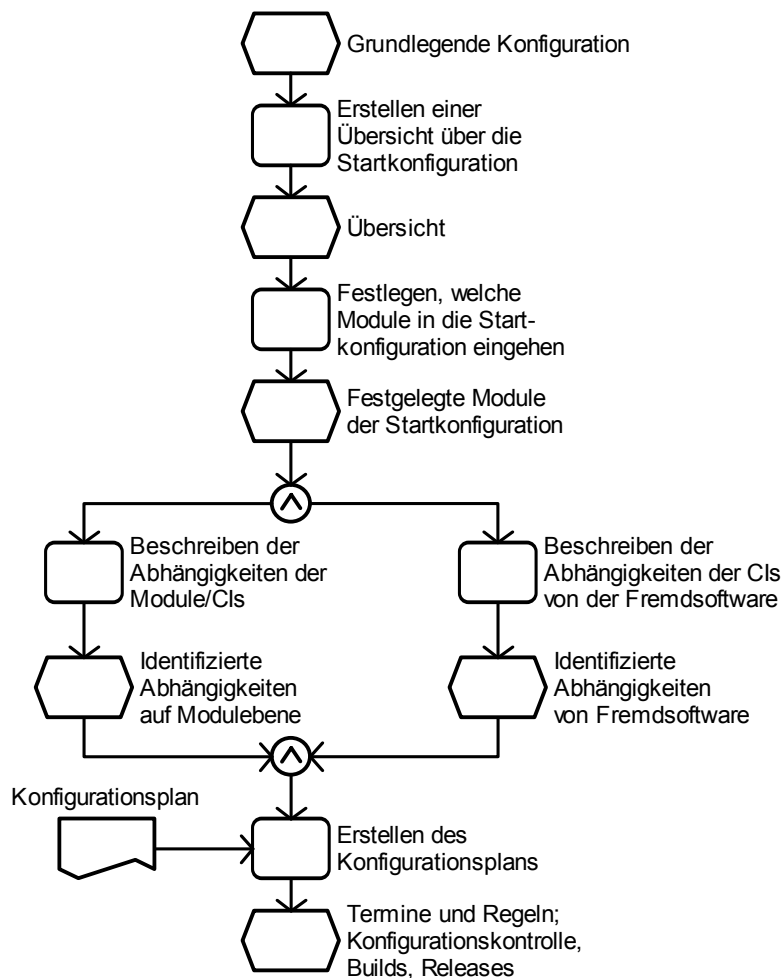 Grundlegende Konfiguration
Erstellen einer
Übersicht über die
Startkonfiguration
Übersicht
Festlegen, welche
Module in die Start-
konfiguration eingehen
Festgelegte Module
der Startkonfiguration
Beschreiben der
Abhängigkeiten der
Module/CIs
Beschreiben der
Abhängigkeiten der CIs
von der Fremdsoftware
Identifizierte
Abhängigkeiten
auf Modulebene
Identifizierte
Abhängigkeiten
von Fremdsoftware
Konfigurationsplan
Erstellen des
Konfigurationsplans
Termine und Regeln;
Konfigurationskontrolle,
Builds, Releases